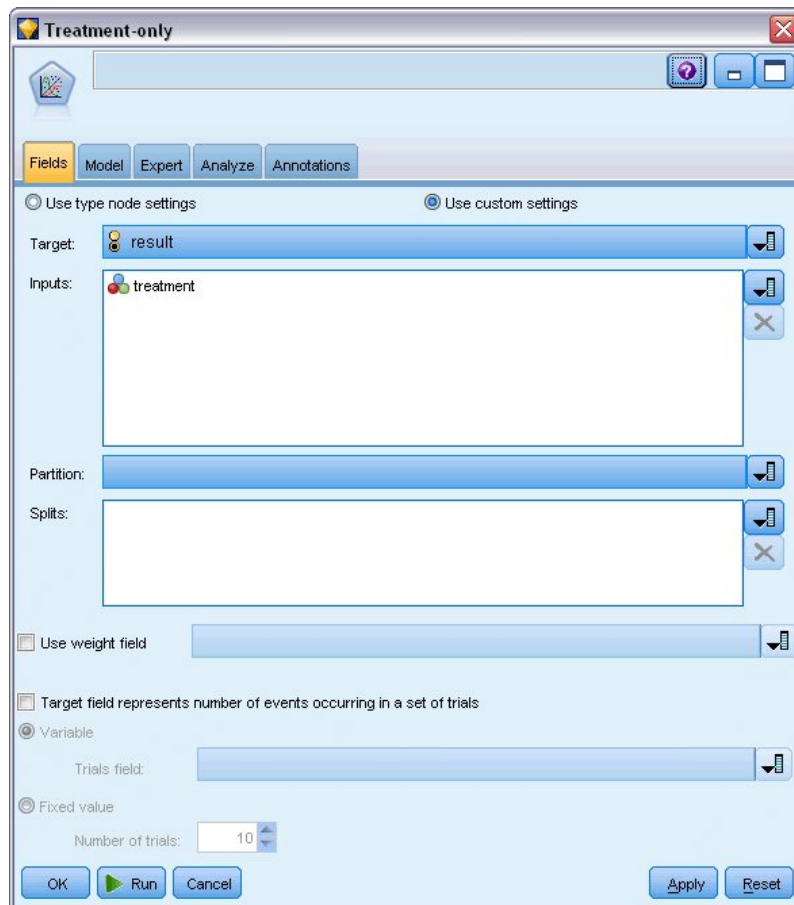 Treatment-only
Fields Model Expert Analyze Annotations
Use type node settings Use custom settings
Target: result
Inputs: treatment
Partition:
Splits:
Use weight field
Target field represents number of events occurring in a set of trials
Variable
Trials field:
Fixed value
Number of trials: 10
OK Run Cancel Apply Reset